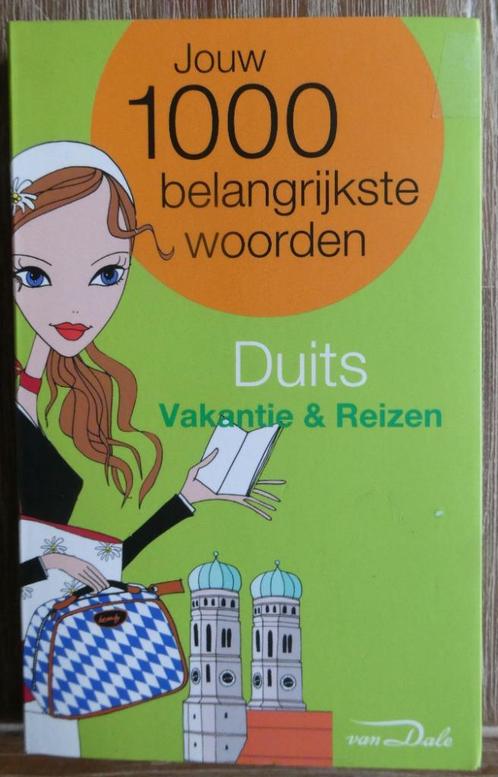 Jouw
1000
belangrijkste
woorden
Duits
Vakantie & Reizen
van Dale